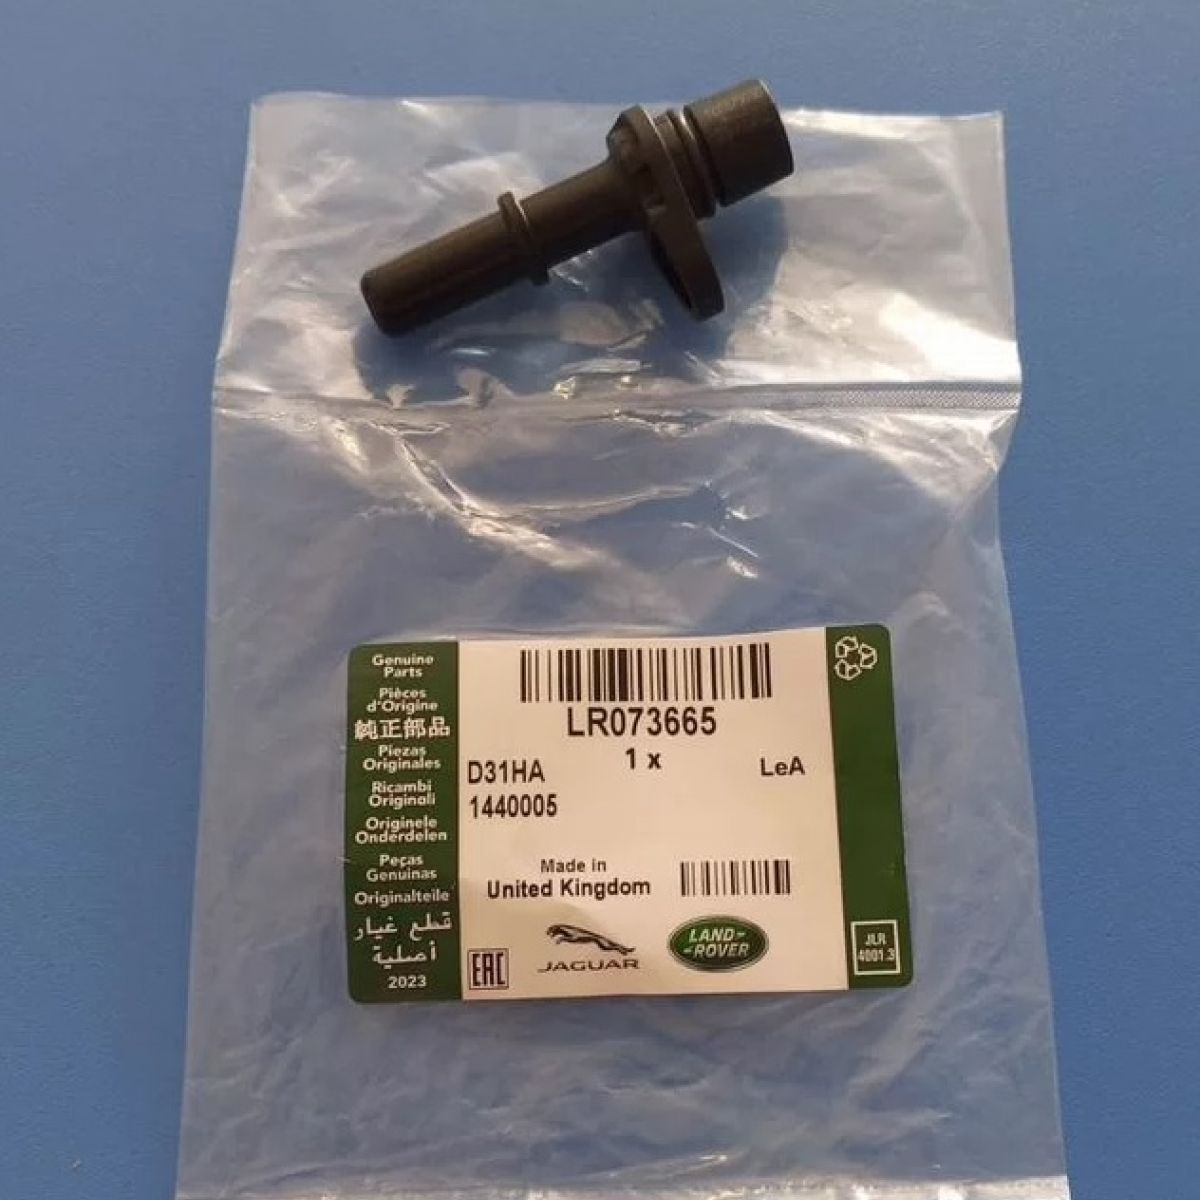 Genuine
Parts
Pièces
d'Origine
純正部品
Piezas
Originales
Ricambi
Originali
Originele
Onderdelen
Peças
Genuinas
Originalteile
قطع غيار
أصلية
2023
LR073665
1 x
D31HA
LeA
1440005
Made in
United Kingdom
EAC
JAGUAR
LAND-
-ROVER
JLR
4001.3